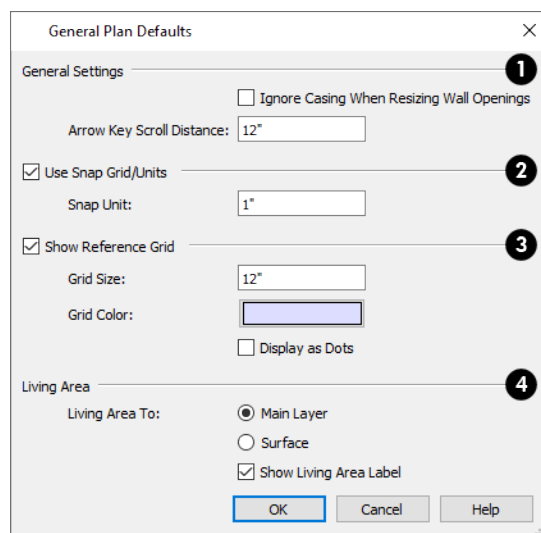 General Plan Defaults
General Settings 1
Ignore Casing When Resizing Wall Openings
Arrow Key Scroll Distance: 12"
Use Snap Grid/Units 2
Snap Unit: 1"
Show Reference Grid 3
Grid Size: 12"
Grid Color:
Display as Dots
Living Area 4
Living Area To: Main Layer
Surface
Show Living Area Label
OK Cancel Help